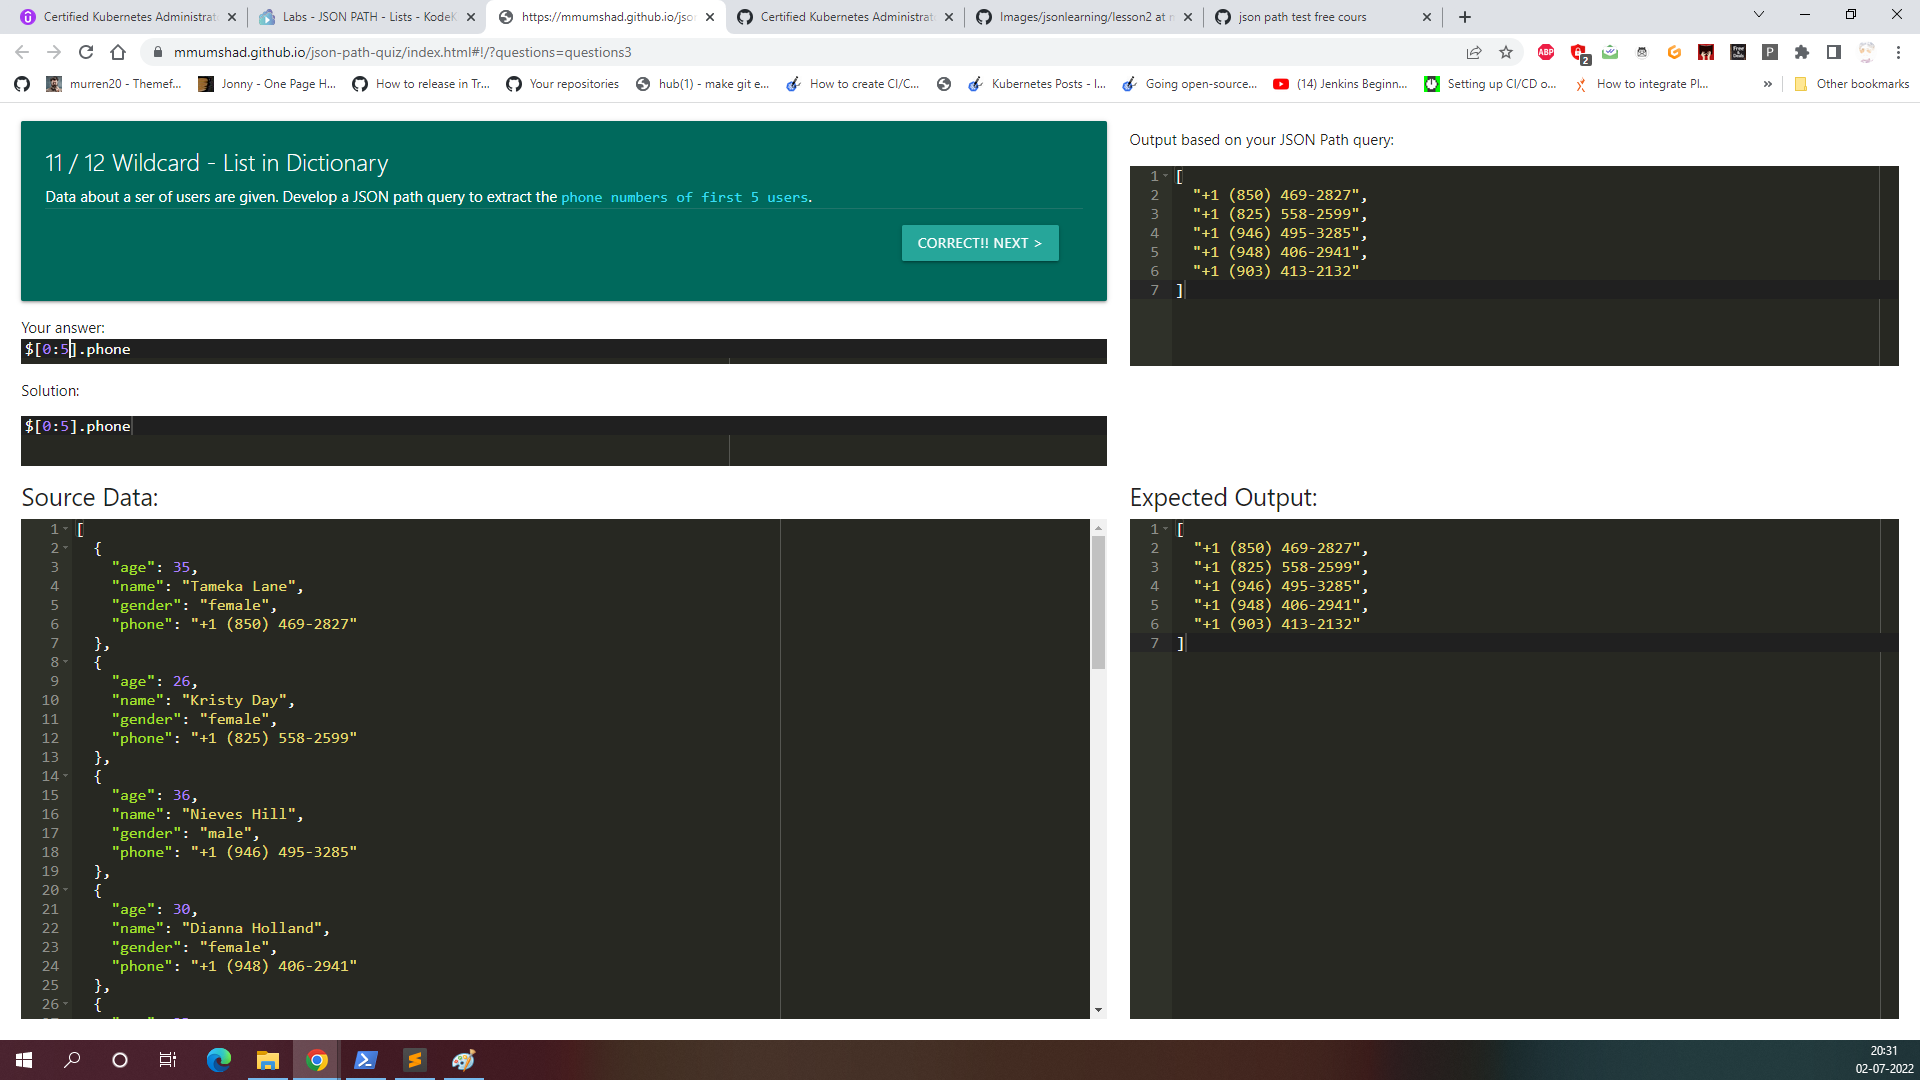 Certified Kubernetes Administrat
Labs - JSON PATH - Lists - KodeK
https://mmumshad.github.io/jso
Certified Kubernetes Administrat
Images/jsonlearning/lesson2 at m
json path test free cours
mmumshad.github.io/json-path-quiz/index.html#!/?questions=questions3
ABP
2
P
murren20 - Themef...
Jonny - One Page H...
How to release in Tr...
Your repositories
hub(1) - make git e...
How to create CI/C...
Kubernetes Posts - I...
Going open-source...
(14) Jenkins Beginn...
Setting up CI/CD o...
How to integrate Pl...
»
Other bookmarks
11 / 12 Wildcard - List in Dictionary
Data about a ser of users are given. Develop a JSON path query to extract the phone numbers of first 5 users.
CORRECT!! NEXT >
Your answer:
$[0:5].phone
Solution:
$[0:5].phone
Output based on your JSON Path query:
1 [
2 "+1 (850) 469-2827",
3 "+1 (825) 558-2599",
4 "+1 (946) 495-3285",
5 "+1 (948) 406-2941",
6 "+1 (903) 413-2132"
7 ]
Source Data:
1 [
2 {
3 "age": 35,
4 "name": "Tameka Lane",
5 "gender": "female",
6 "phone": "+1 (850) 469-2827"
7 },
8 {
9 "age": 26,
10 "name": "Kristy Day",
11 "gender": "female",
12 "phone": "+1 (825) 558-2599"
13 },
14 {
15 "age": 36,
16 "name": "Nieves Hill",
17 "gender": "male",
18 "phone": "+1 (946) 495-3285"
19 },
20 {
21 "age": 30,
22 "name": "Dianna Holland",
23 "gender": "female",
24 "phone": "+1 (948) 406-2941"
25 },
26 {
Expected Output:
1 [
2 "+1 (850) 469-2827",
3 "+1 (825) 558-2599",
4 "+1 (946) 495-3285",
5 "+1 (948) 406-2941",
6 "+1 (903) 413-2132"
7 ]
20:31
02-07-2022